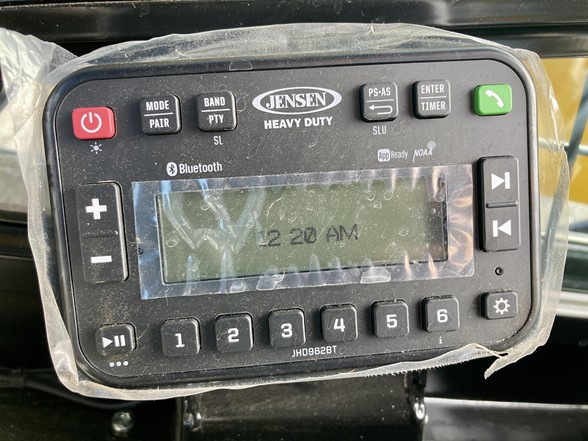 MODE
PAIR
BAND
PTY
SL
JENSEN
HEAVY DUTY
PS-AS
SLU
ENTER
TIMER
Bluetooth
App Ready NOAA
12 20 AM
+
−
1 2 3 4 5 6
i
JHD962BT